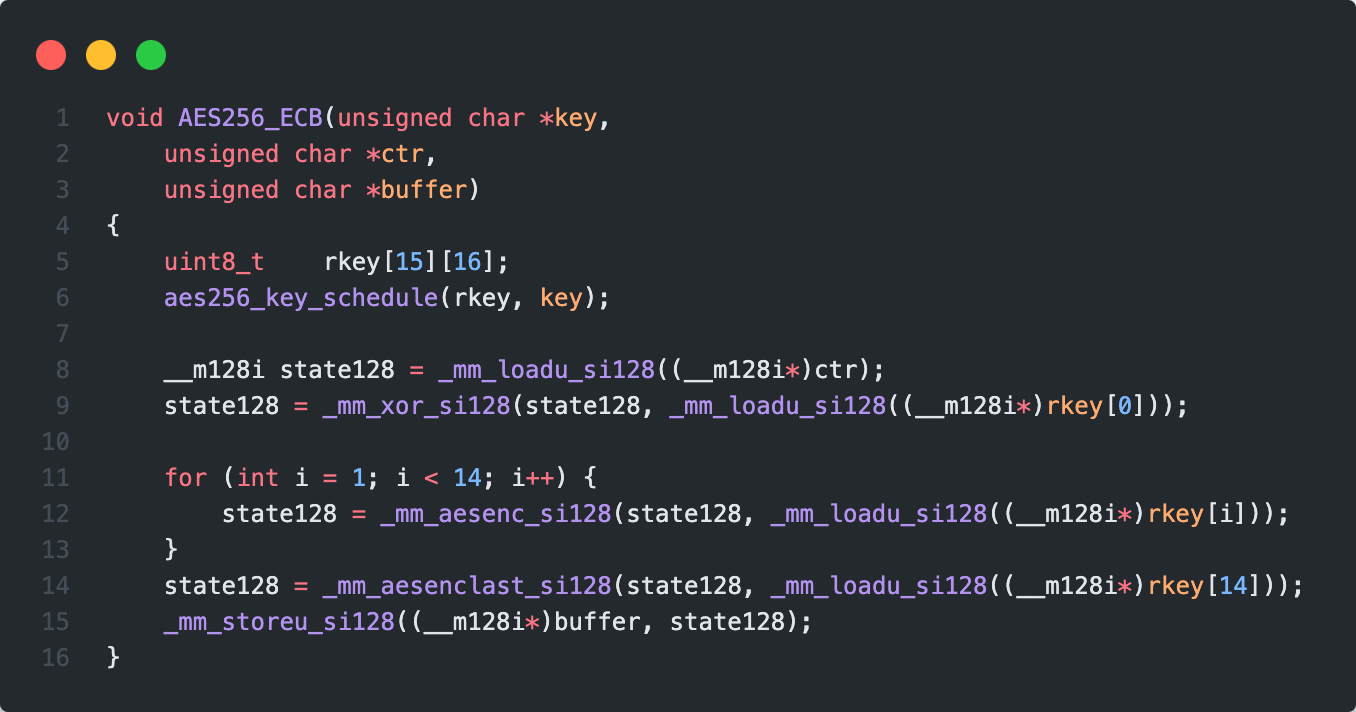 1 void AES256_ECB(unsigned char *key,
2     unsigned char *ctr,
3     unsigned char *buffer)
4 {
5     uint8_t    rkey[15][16];
6     aes256_key_schedule(rkey, key);
7
8     __m128i state128 = _mm_loadu_si128((__m128i*)ctr);
9     state128 = _mm_xor_si128(state128, _mm_loadu_si128((__m128i*)rkey[0]));
10
11     for (int i = 1; i < 14; i++) {
12         state128 = _mm_aesenc_si128(state128, _mm_loadu_si128((__m128i*)rkey[i]));
13     }
14     state128 = _mm_aesenclast_si128(state128, _mm_loadu_si128((__m128i*)rkey[14]));
15     _mm_storeu_si128((__m128i*)buffer, state128);
16 }